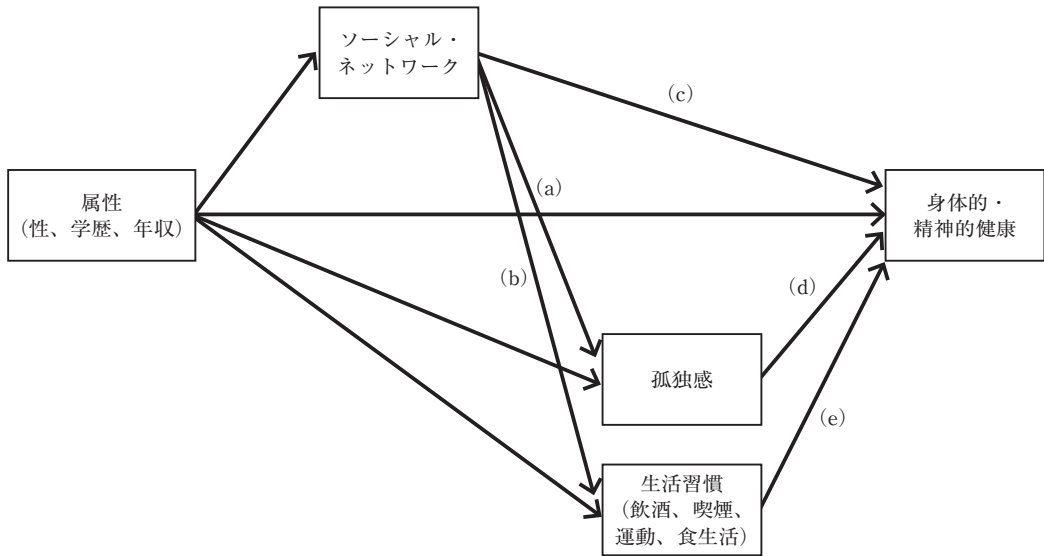 ソーシャル・
ネットワーク
(c)
属性
(性、学歴、年収)
(a)
身体的・
精神的健康
(b)
(d)
孤独感
(e)
生活習慣
(飲酒、喫煙、
運動、食生活)